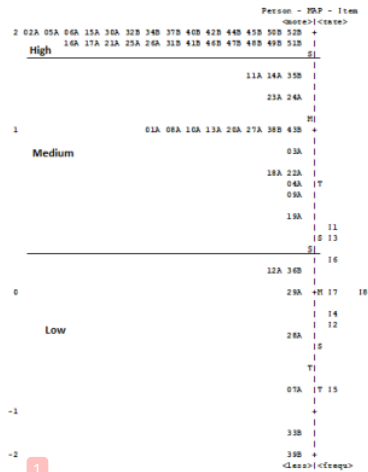 Person - MAP - Item
<more>|<rare>
2 02A 05A 06A 15A 30A 32B 34B 37B 40B 42B 44B 45B 50B 52B +
16A 17A 21A 25A 26A 31B 41B 46B 47B 48B 49B 51B |
High S|
11A 14A 35B |
23A 24A |
M|
1 01A 08A 10A 13A 20A 27A 38B 43B +
Medium 03A |
18A 22A |
04A |T
09A |
19A |
| I1
|S I3
S|
| I6
12A 36B |
0 29A +M I7 I8
| I4
Low | I2
28A |
|S
T|
07A |T I5
-1 +
33B |
-2 39B +
<less>|<frequ>
1